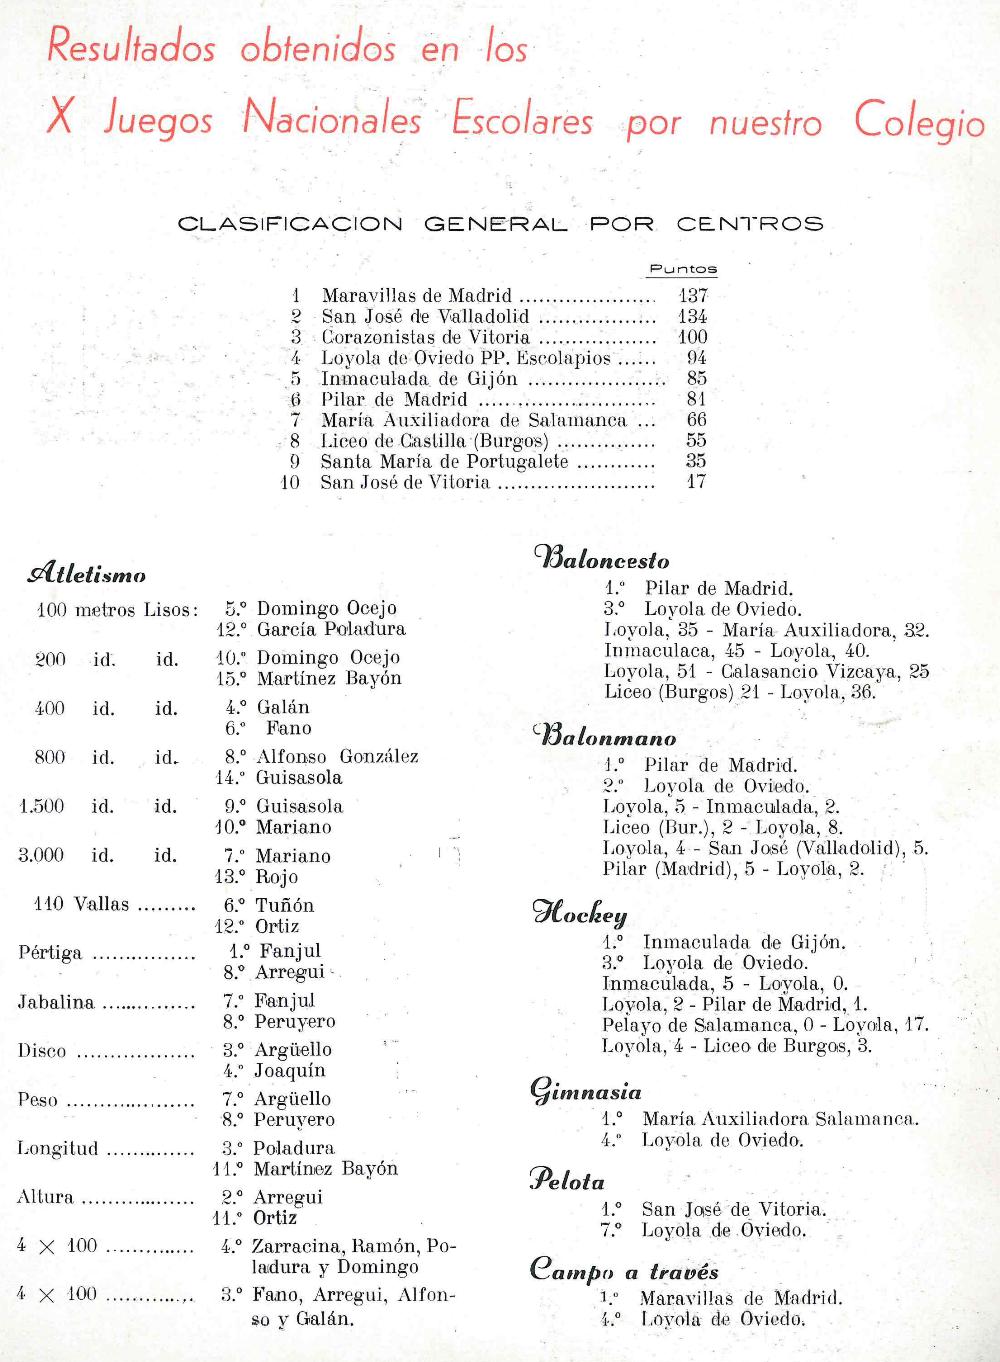 Resultados obtenidos en los
X Juegos Nacionales Escolares por nuestro Colegio
CLASIFICACION GENERAL POR CENTROS
Puntos
1 Maravillas de Madrid ..................... 137
2 San José de Valladolid .................. 134
3 Corazonistas de Vitoria .................. 100
4 Loyola de Oviedo PP. Escolapios ...... 94
5 Inmaculada de Gijón ..................... 85
6 Pilar de Madrid ........................... 81
7 María Auxiliadora de Salamanca ... 66
8 Liceo de Castilla (Burgos) ............... 55
9 Santa María de Portugalete ............ 35
10 San José de Vitoria ........................ 17
Atletismo
100 metros Lisos: 5.º Domingo Ocejo
12.º García Poladura
200 id. id. 10.º Domingo Ocejo
15.º Martínez Bayón
400 id. id. 4.º Galán
6.º Fano
800 id. id. 8.º Alfonso González
14.º Guisasola
1.500 id. id. 9.º Guisasola
10.º Mariano
3.000 id. id. 7.º Mariano
13.º Rojo
110 Vallas ......... 6.º Tuñón
12.º Ortiz
Pértiga ................ 1.º Fanjul
8.º Arregui
Jabalina .............. 7.º Fanjul
8.º Peruyero
Disco .................. 3.º Argüello
4.º Joaquín
Peso .................... 7.º Argüello
8.º Peruyero
Longitud .............. 3.º Poladura
11.º Martínez Bayón
Altura ................. 2.º Arregui
11.º Ortiz
4 X 100 ............. 4.º Zarracina, Ramón, Po-
ladura y Domingo
4 X 100 ............. 3.º Fano, Arregui, Alfon-
so y Galán.
Baloncesto
1.º Pilar de Madrid.
3.º Loyola de Oviedo.
Loyola, 35 - María Auxiliadora, 32.
Inmaculaca, 45 - Loyola, 40.
Loyola, 51 - Calasancio Vizcaya, 25
Liceo (Burgos) 21 - Loyola, 36.
Balonmano
1.º Pilar de Madrid.
2.º Loyola de Oviedo.
Loyola, 5 - Inmaculada, 2.
Liceo (Bur.), 2 - Loyola, 8.
Loyola, 4 - San José (Valladolid), 5.
Pilar (Madrid), 5 - Loyola, 2.
Hockey
1.º Inmaculada de Gijón.
3.º Loyola de Oviedo.
Inmaculada, 5 - Loyola, 0.
Loyola, 2 - Pilar de Madrid, 1.
Pelayo de Salamanca, 0 - Loyola, 17.
Loyola, 4 - Liceo de Burgos, 3.
Gimnasia
1.º María Auxiliadora Salamanca.
4.º Loyola de Oviedo.
Pelota
1.º San José de Vitoria.
7.º Loyola de Oviedo.
Campo a través
1.º Maravillas de Madrid.
4.º Loyola de Oviedo.